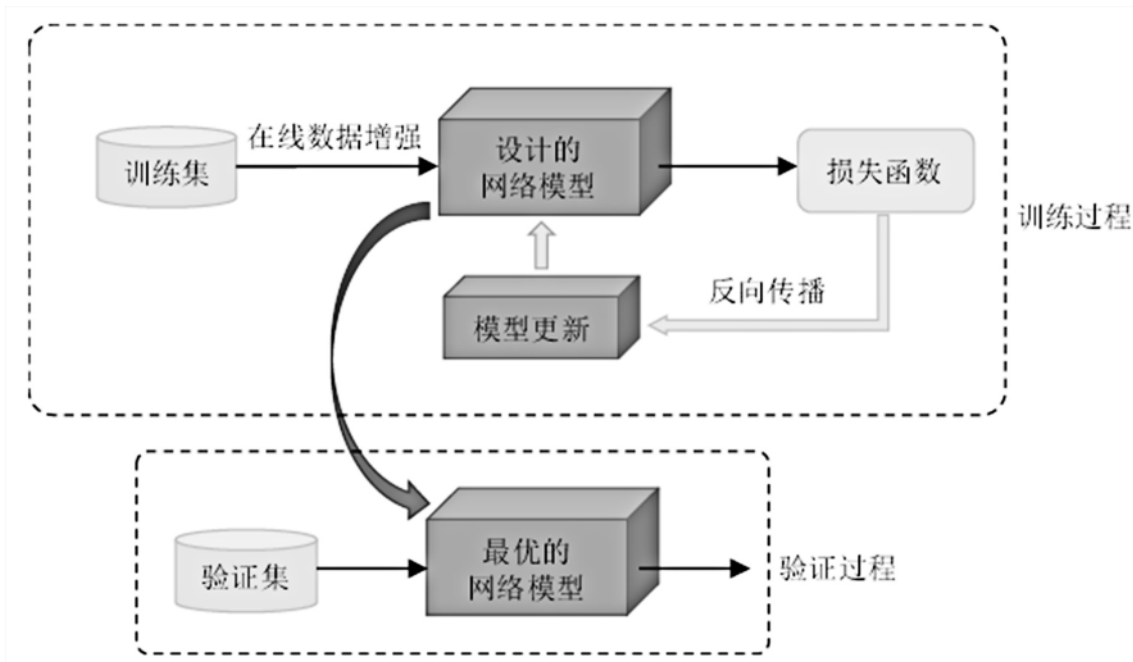 在线数据增强
训练集
设计的
网络模型
损失函数
训练过程
反向传播
模型更新
最优的
网络模型
验证集
验证过程